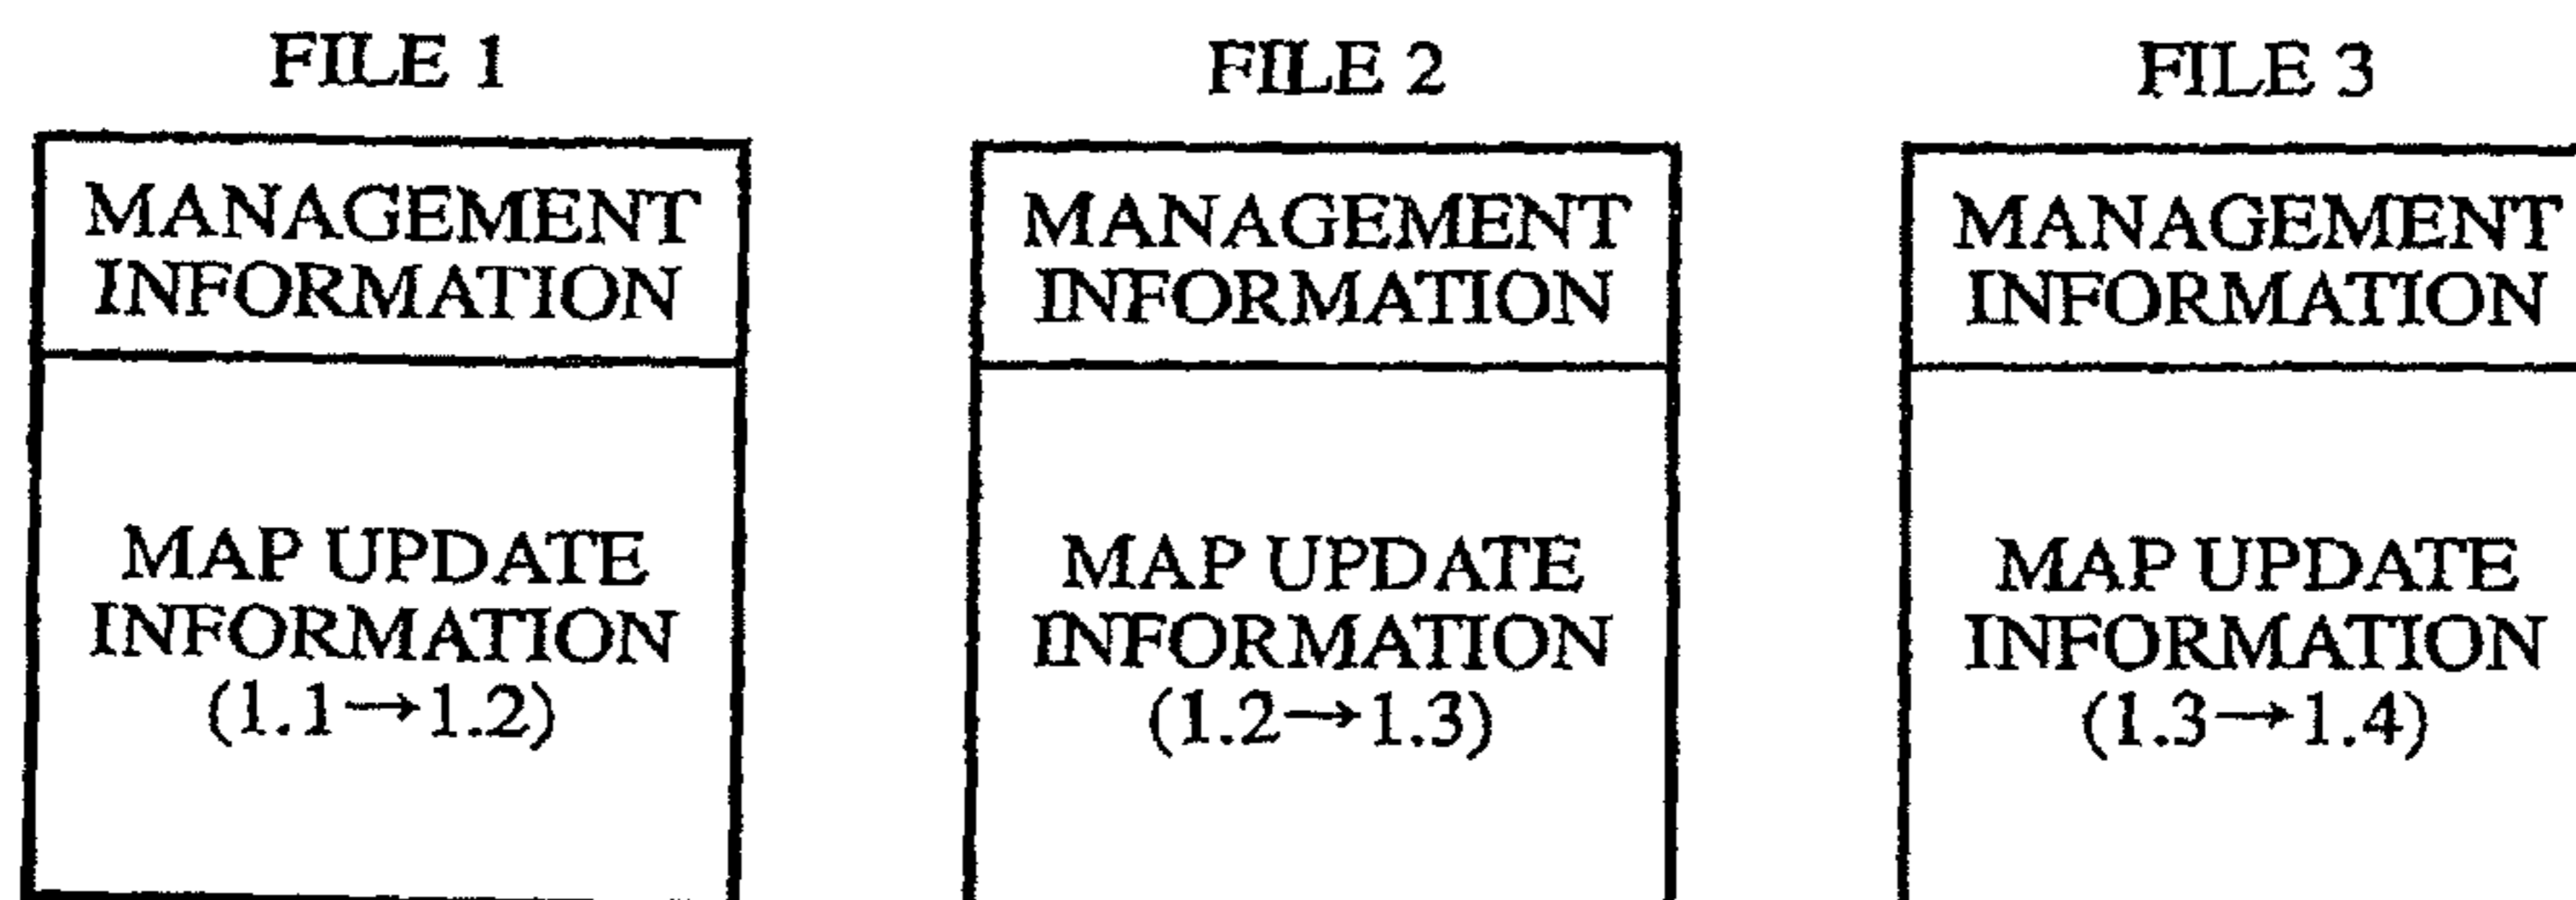 FILE 1
MANAGEMENT
INFORMATION
MAP UPDATE
INFORMATION
(1.1→1.2)
FILE 2
MANAGEMENT
INFORMATION
MAP UPDATE
INFORMATION
(1.2→1.3)
FILE 3
MANAGEMENT
INFORMATION
MAP UPDATE
INFORMATION
(1.3→1.4)